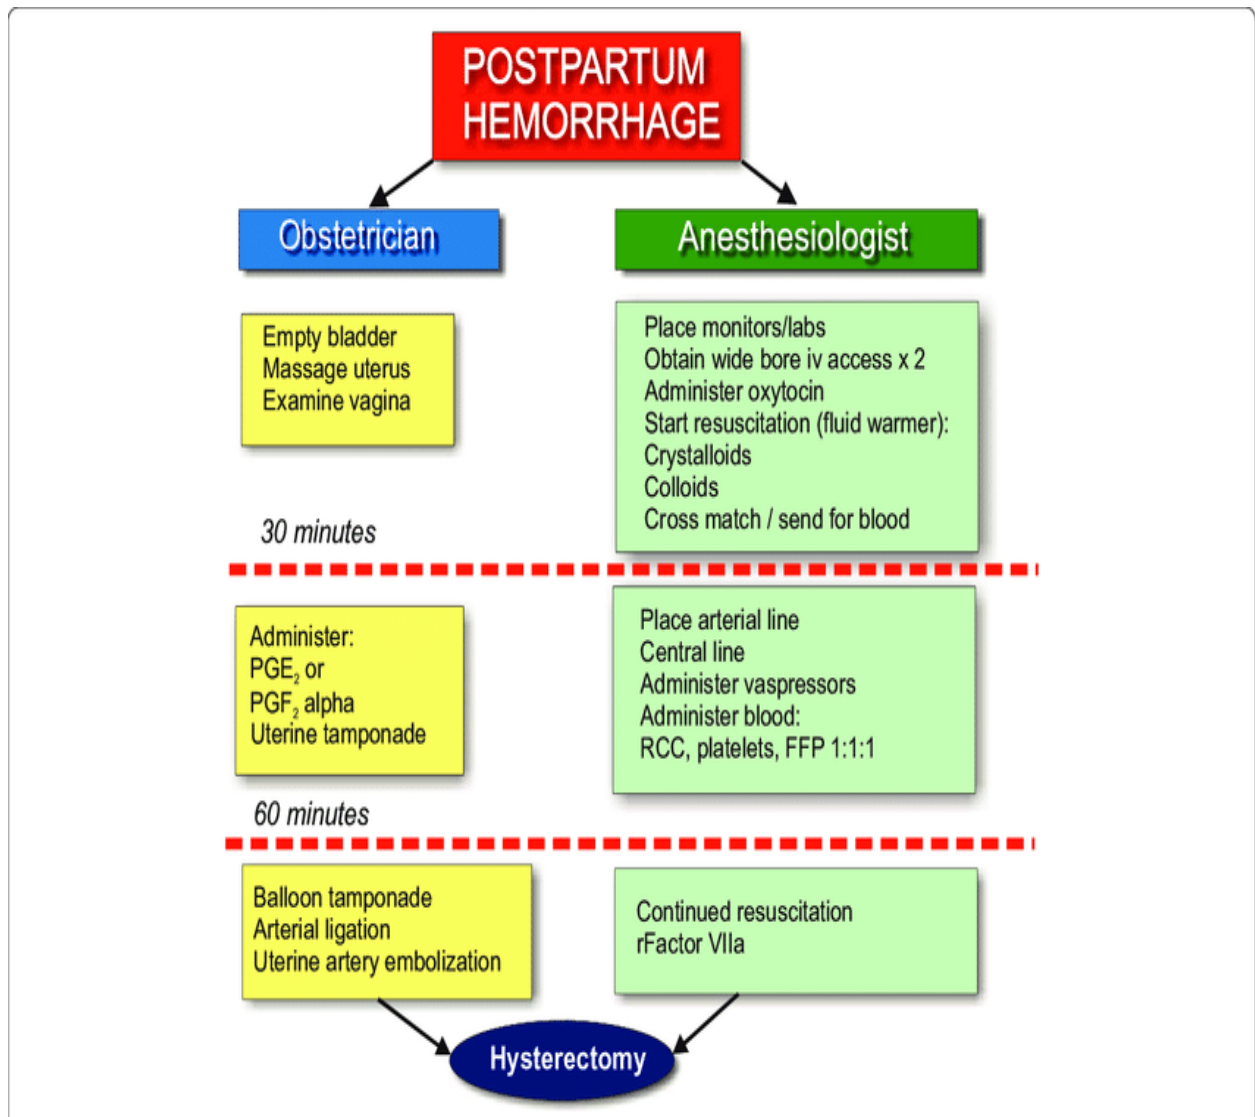 POSTPARTUM
HEMORRHAGE
Obstetrician
Anesthesiologist
Empty bladder
Massage uterus
Examine vagina
Place monitors/labs
Obtain wide bore iv access x 2
Administer oxytocin
Start resuscitation (fluid warmer):
Crystalloids
Colloids
Cross match / send for blood
30 minutes
Administer:
PGE₂ or
PGF₂ alpha
Uterine tamponade
Place arterial line
Central line
Administer vaspressors
Administer blood:
RCC, platelets, FFP 1:1:1
60 minutes
Balloon tamponade
Arterial ligation
Uterine artery embolization
Continued resuscitation
rFactor VIIa
Hysterectomy